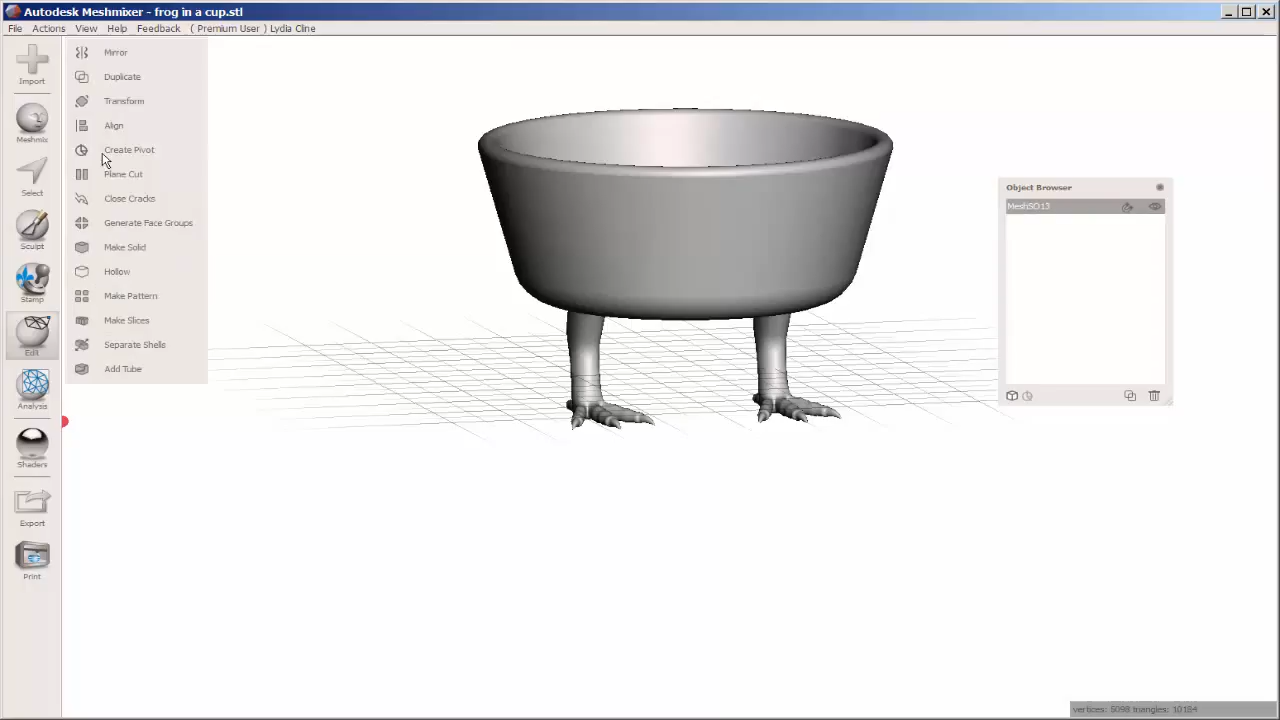 Autodesk Meshmixer - frog in a cup.stl
File Actions View Help Feedback ( Premium User ) Lydia Cline
Import
Meshmix
Select
Sculpt
Stamp
Edit
Analysis
Shaders
Export
Print
Mirror
Duplicate
Transform
Align
Create Pivot
Plane Cut
Close Cracks
Generate Face Groups
Make Solid
Hollow
Make Pattern
Make Slices
Separate Shells
Add Tube
Object Browser
vertices: 5098 triangles: 10184